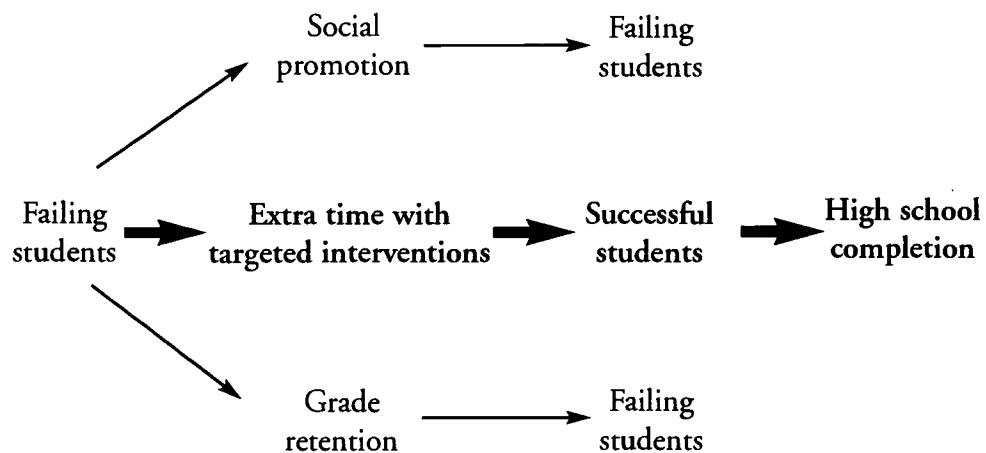 Social
promotion
Failing
students
Failing
students
Extra time with
targeted interventions
Successful
students
High school
completion
Grade
retention
Failing
students